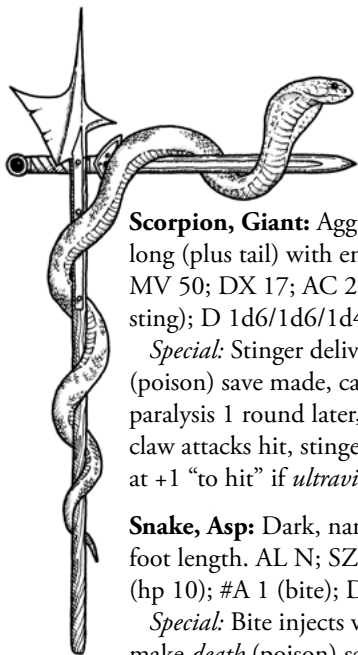 Scorpion, Giant: Agg
long (plus tail) with en
MV 50; DX 17; AC 2
sting); D 1d6/1d6/1d4
Special: Stinger deliv
(poison) save made, ca
paralysis 1 round later,
claw attacks hit, stinge
at +1 “to hit” if ultravi
Snake, Asp: Dark, nar
foot length. AL N; SZ
(hp 10); #A 1 (bite); D
Special: Bite injects v
make death (poison) s